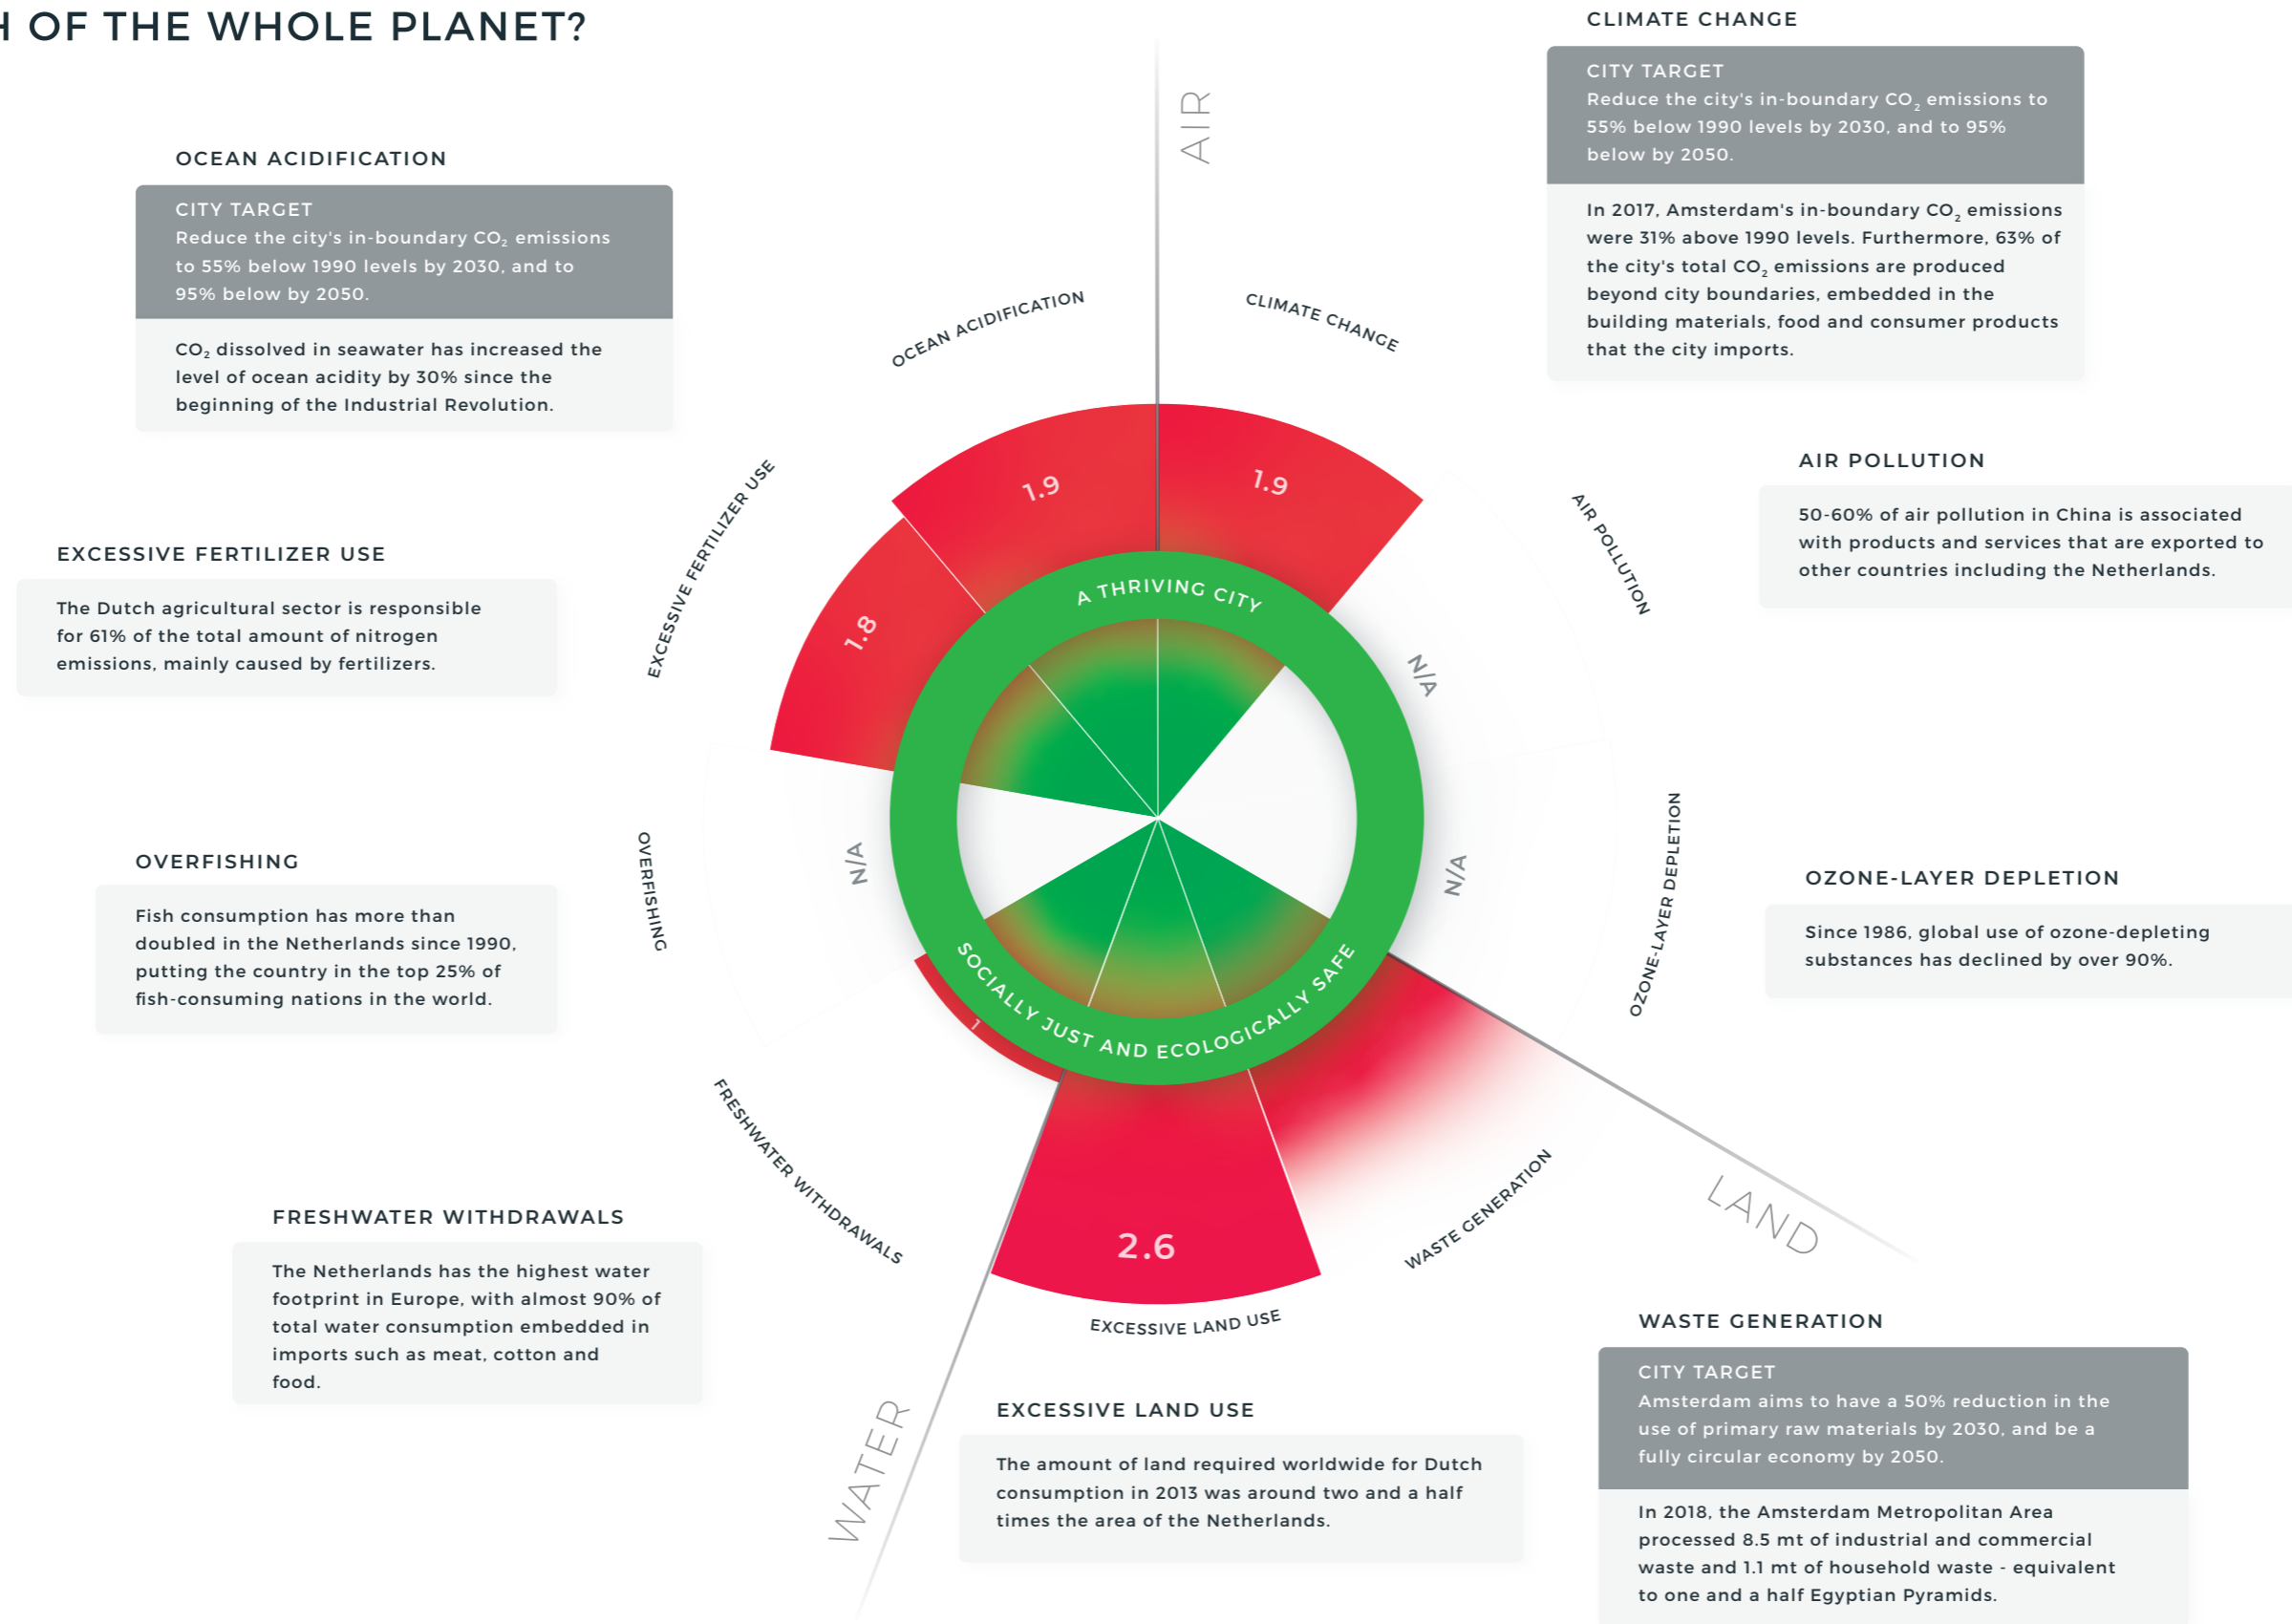 H OF THE WHOLE PLANET?
CLIMATE CHANGE
CITY TARGET
Reduce the city's in-boundary CO₂ emissions to
55% below 1990 levels by 2030, and to 95%
below by 2050.
In 2017, Amsterdam's in-boundary CO₂ emissions
were 31% above 1990 levels. Furthermore, 63% of
the city's total CO₂ emissions are produced
beyond city boundaries, embedded in the
building materials, food and consumer products
that the city imports.
OCEAN ACIDIFICATION
CITY TARGET
Reduce the city's in-boundary CO₂ emissions
to 55% below 1990 levels by 2030, and to
95% below by 2050.
CO₂ dissolved in seawater has increased the
level of ocean acidity by 30% since the
beginning of the Industrial Revolution.
AIR POLLUTION
50-60% of air pollution in China is associated
with products and services that are exported to
other countries including the Netherlands.
EXCESSIVE FERTILIZER USE
The Dutch agricultural sector is responsible
for 61% of the total amount of nitrogen
emissions, mainly caused by fertilizers.
OVERFISHING
Fish consumption has more than
doubled in the Netherlands since 1990,
putting the country in the top 25% of
fish-consuming nations in the world.
OZONE-LAYER DEPLETION
Since 1986, global use of ozone-depleting
substances has declined by over 90%.
FRESHWATER WITHDRAWALS
The Netherlands has the highest water
footprint in Europe, with almost 90% of
total water consumption embedded in
imports such as meat, cotton and
food.
EXCESSIVE LAND USE
The amount of land required worldwide for Dutch
consumption in 2013 was around two and a half
times the area of the Netherlands.
WASTE GENERATION
CITY TARGET
Amsterdam aims to have a 50% reduction in the
use of primary raw materials by 2030, and be a
fully circular economy by 2050.
In 2018, the Amsterdam Metropolitan Area
processed 8.5 mt of industrial and commercial
waste and 1.1 mt of household waste - equivalent
to one and a half Egyptian Pyramids.
AIR
LAND
WATER
OCEAN ACIDIFICATION
CLIMATE CHANGE
AIR POLLUTION
OZONE-LAYER DEPLETION
WASTE GENERATION
EXCESSIVE LAND USE
FRESHWATER WITHDRAWALS
OVERFISHING
EXCESSIVE FERTILIZER USE
1.9
1.9
N/A
N/A
2.6
1
N/A
1.8
A THRIVING CITY
SOCIALLY JUST AND ECOLOGICALLY SAFE